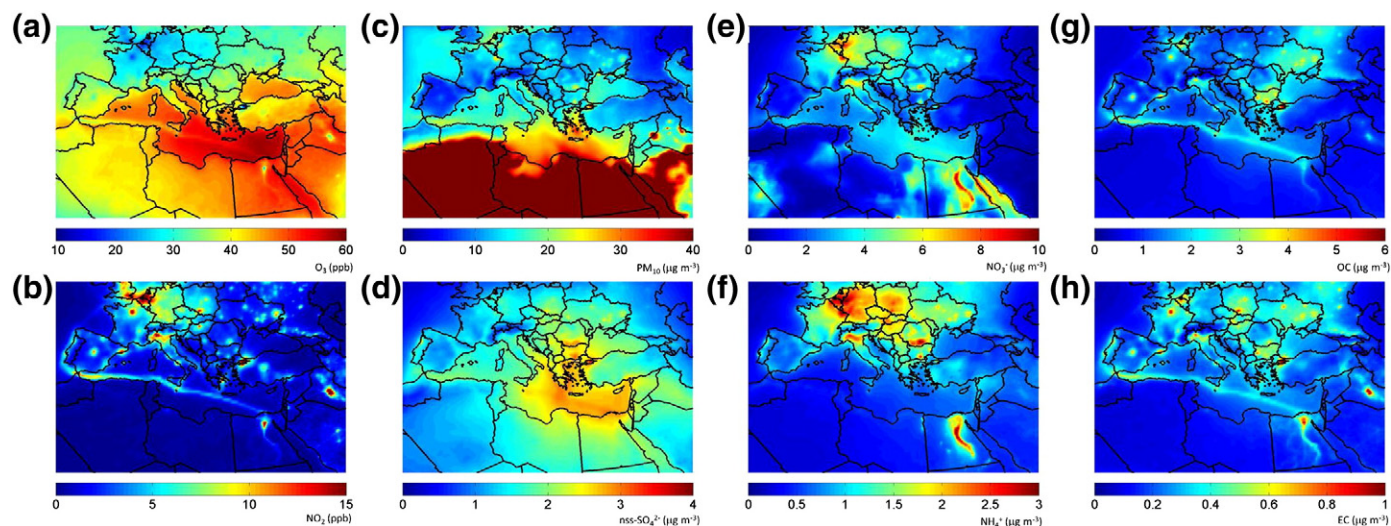 (a) (c) (e) (g)
10 20 30 40 50 60
O₃ (ppb)
0 10 20 30 40
PM₁₀ (µg m⁻³)
0 2 4 6 8 10
NO₃⁻ (µg m⁻³)
0 1 2 3 4 5 6
OC (µg m⁻³)
(b) (d) (f) (h)
0 5 10 15
NO₂ (ppb)
0 1 2 3 4
nss-SO₄²⁻ (µg m⁻³)
0 0.5 1 1.5 2 2.5 3
NH₄⁺ (µg m⁻³)
0 0.2 0.4 0.6 0.8 1
EC (µg m⁻³)